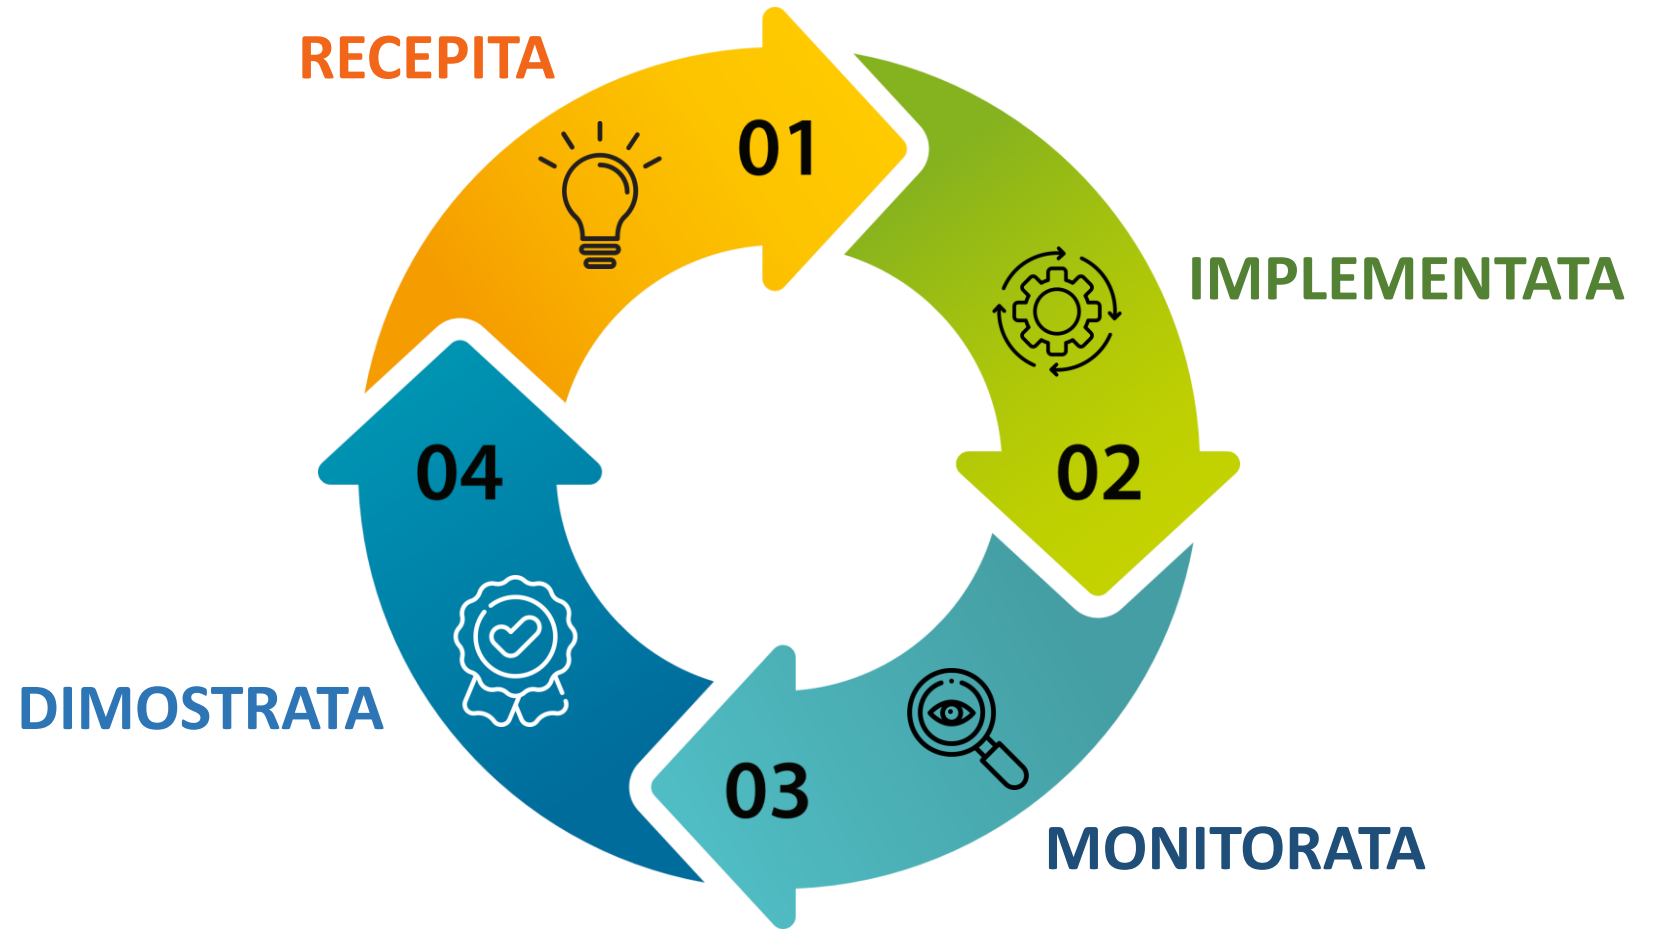 RECEPITA
01
IMPLEMENTATA
02
MONITORATA
03
DIMOSTRATA
04